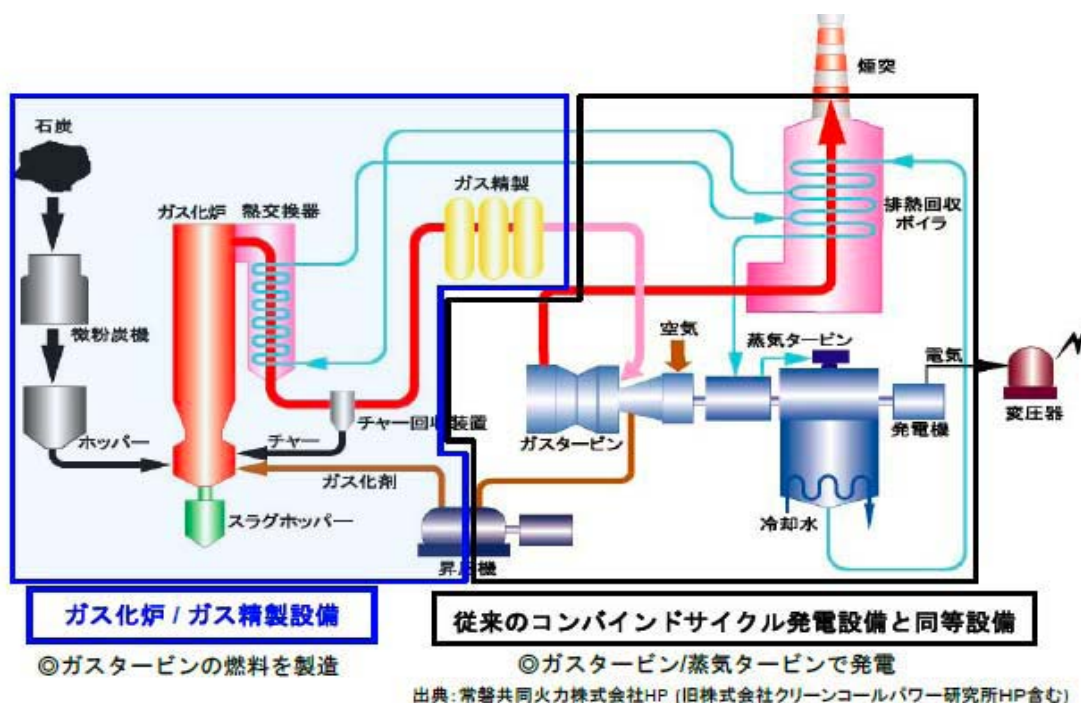 煙突
石炭
ガス精製
ガス化炉
熱交換器
排熱回収
ボイラ
微粉炭機
空気
蒸気タービン
電気
変圧器
発電機
ホッパー
チャー回収装置
チャー
ガスタービン
ガス化剤
スラグホッパー
冷却水
昇圧機
ガス化炉 / ガス精製設備
従来のコンバインドサイクル発電設備と同等設備
◎ガスタービンの燃料を製造
◎ガスタービン/蒸気タービンで発電
出典：常磐共同火力株式会社HP (旧株式会社クリーンコールパワー研究所HP含む)